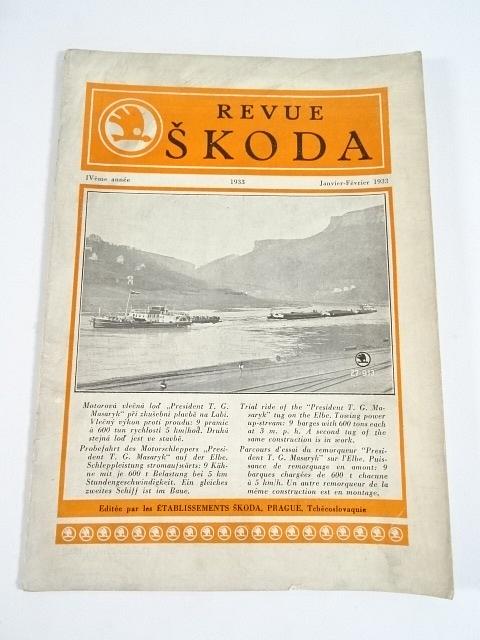 REVUE
ŠKODA
IVème année 1933 Janvier-Février 1933
27813
Motorová vlečná loď „President T. G.
Masaryk" při zkušební plavbě na Labi.
Vlečný výkon proti proudu: 9 pramic
à 600 tun rychlostí 5 km/hod. Druhá
stejná loď jest ve stavbě.
Probefahrt des Motorschleppers „Presi-
dent T. G. Masaryk" auf der Elbe.
Schleppleistung stromaufwärts: 9 Käh-
ne mit je 600 t Belastung bei 5 km
Stundengeschwindigkeit. Ein gleiches
zweites Schiff ist im Baue.
Trial ride of the "President T. G. Ma-
saryk" tug on the Elbe. Towing power
up-stream: 9 barges with 600 tons each
at 3 m. p. h. A second tug of the
same construction is in work.
Parcours d'essai du remorqueur "Presi-
dent T. G. Masaryk" sur l'Elbe. Puis-
sance de remorquage en amont: 9
barques chargées de 600 t chacune
à 5 km/h. Un autre remorqueur de la
même construction est en montage,
Editée par les ÉTABLISSEMENTS ŠKODA, PRAGUE, Tchécoslovaquie